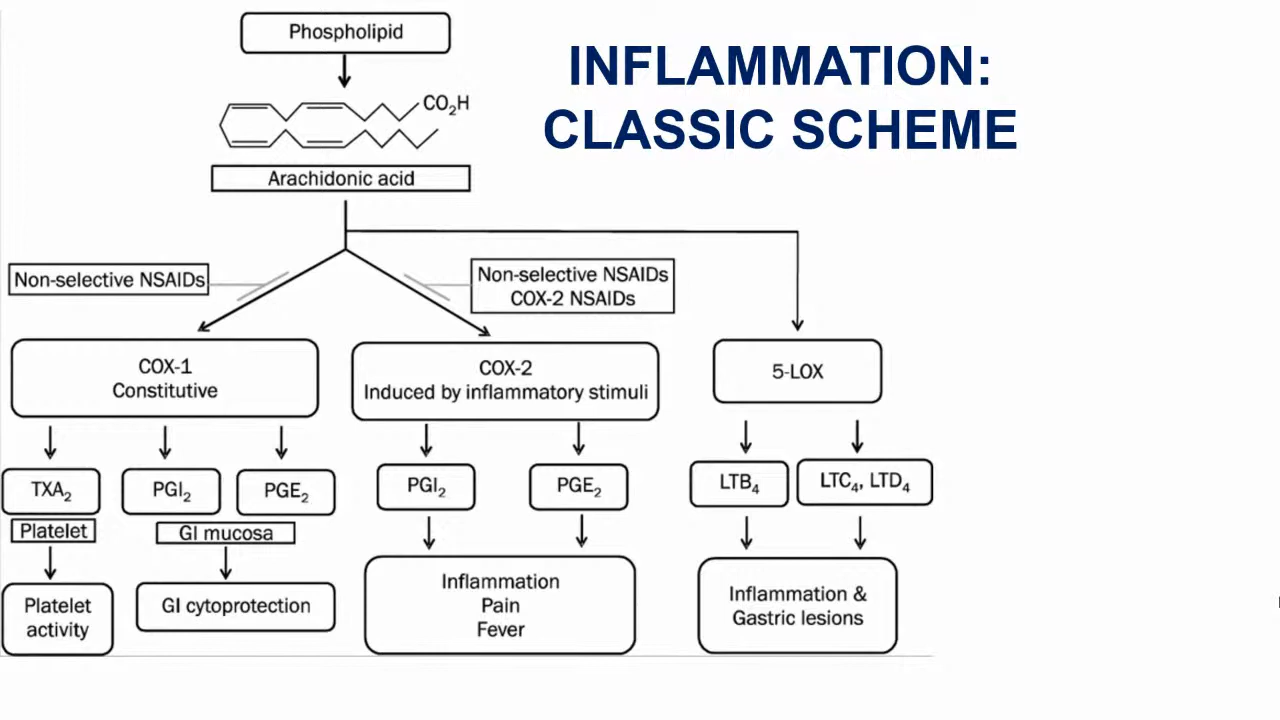 Phospholipid
INFLAMMATION:
CLASSIC SCHEME
CO₂H
Arachidonic acid
Non-selective NSAIDs
Non-selective NSAIDs
COX-2 NSAIDs
COX-1
Constitutive
COX-2
Induced by inflammatory stimuli
5-LOX
TXA₂
PGI₂
PGE₂
PGI₂
PGE₂
LTB₄
LTC₄, LTD₄
Platelet
GI mucosa
Platelet
activity
GI cytoprotection
Inflammation
Pain
Fever
Inflammation &
Gastric lesions